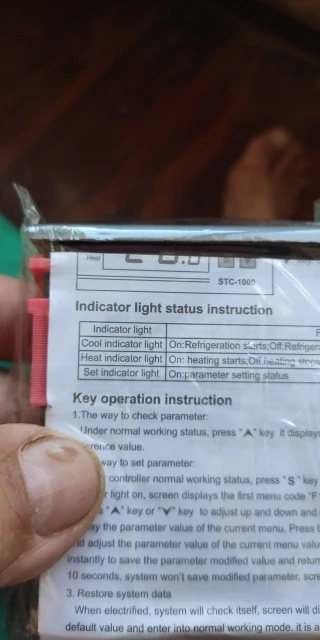 Heat
STC-1000
Indicator light status instruction
Indicator light
Cool indicator light On:Refrigeration starts;Off:Refriger
Heat indicator light On: heating starts;Off:heating stops
Set indicator light On:parameter setting status
Key operation instruction
1.The way to check parameter:
Under normal working status, press "∧" key it displays
erence value.
way to set parameter:
controller normal working status, press "S" key
r light on, screen displays the first menu code "F
"∧" key or "∨" key to adjust up and down and
ay the parameter value of the current menu. Press
nd adjust the parameter value of the current menu valu
instantly to save the parameter modified value and retur
10 seconds, system won't save modified parameter, scre
3. Restore system data
When electrified, system will check itself, screen will di
default value and enter into normal working mode. it is a